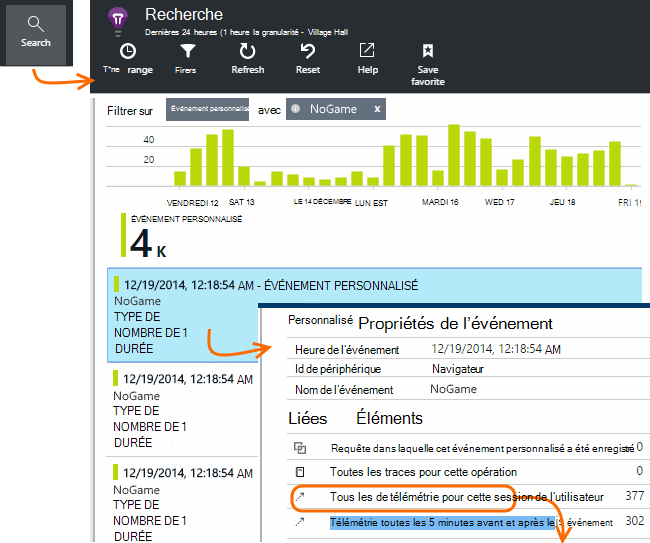 Search
Recherche
Dernières 24 heures (1 heure la granularité - Village Hall
T*ne range
Firers
Refresh
Reset
Help
Save favorite
Filtrer sur Événement personnalisé avec NoGame x
40
20
VENDREDI 12 SAT 13 LE 14 DÉCEMBRE LUN EST MARDI 16 WED 17 JEU 18 FRI 19
ÉVÉNEMENT PERSONNALISÉ
4 K
12/19/2014, 12:18:54 AM - ÉVÉNEMENT PERSONNALISÉ
NoGame
TYPE DE
NOMBRE DE 1
DURÉE
12/19/2014, 12:18:54 AM
NoGame
TYPE DE
NOMBRE DE 1
DURÉE
12/19/2014, 12:18:54 AM
NoGame
TYPE DE
NOMBRE DE 1
DURÉE
Personnalisé Propriétés de l'événement
Heure de l'événement 12/19/2014, 12:18:54 AM
Id de périphérique Navigateur
Nom de l'événement NoGame
Liées Éléments
Requête dans laquelle cet événement personnalisé a été enregistré 0
Toutes les traces pour cette opération 0
Tous les de télémétrie pour cette session de l'utilisateur 377
Télémétrie toutes les 5 minutes avant et après le événement 302